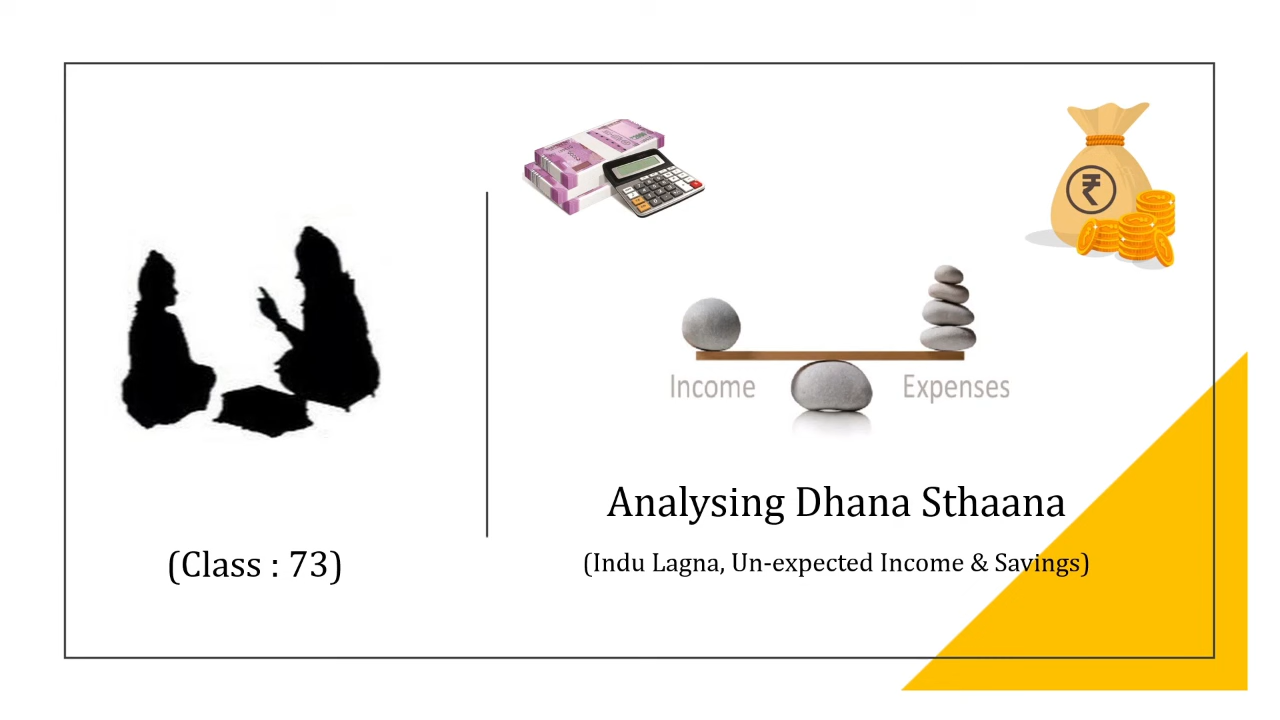 ₹
Income
Expenses
Analysing Dhana Sthaana
(Class : 73)
(Indu Lagna, Un-expected Income & Savings)